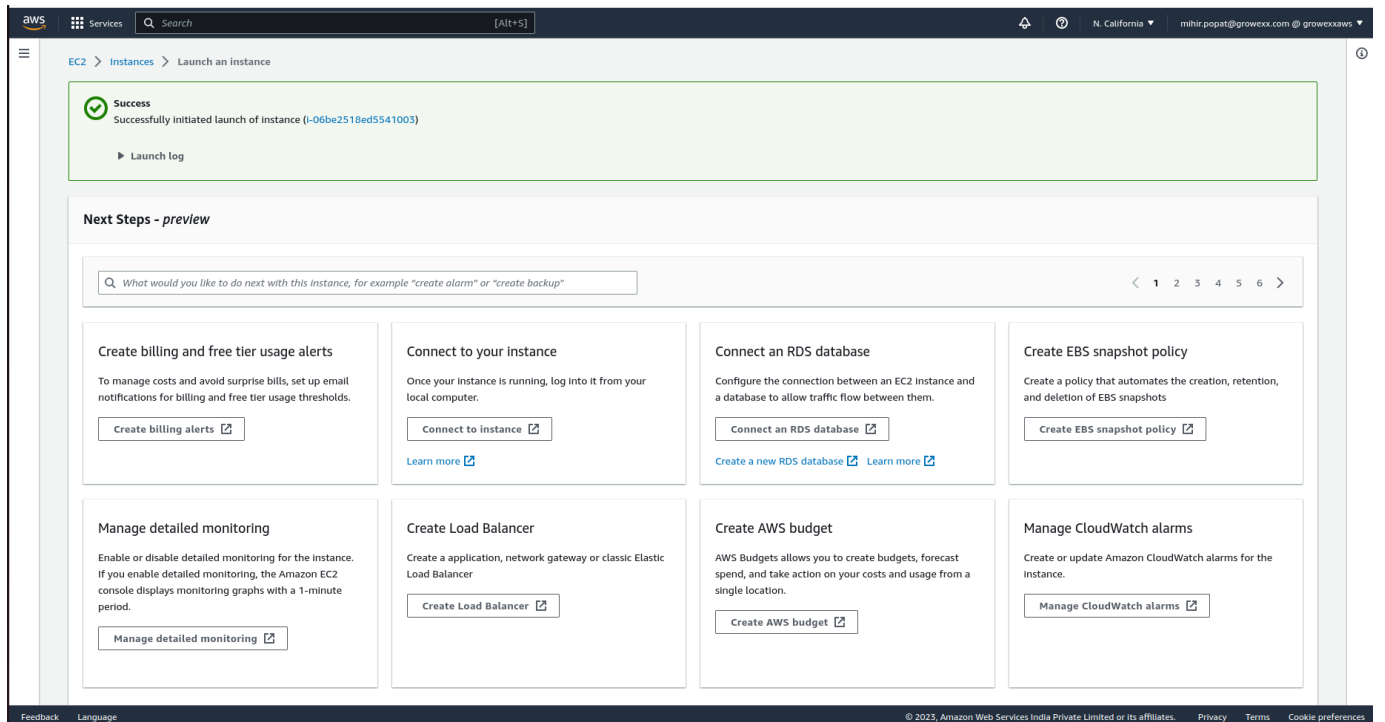 aws Services Search [Alt+S] N. California mihir.popat@growexx.com @ growexxaws
EC2 > Instances > Launch an instance
Success
Successfully initiated launch of instance (i-06be2518ed5541003)
Launch log
Next Steps - preview
What would you like to do next with this instance, for example "create alarm" or "create backup"
< 1 2 3 4 5 6 >
Create billing and free tier usage alerts
To manage costs and avoid surprise bills, set up email
notifications for billing and free tier usage thresholds.
Create billing alerts
Connect to your instance
Once your instance is running, log into it from your
local computer.
Connect to instance
Learn more
Connect an RDS database
Configure the connection between an EC2 instance and
a database to allow traffic flow between them.
Connect an RDS database
Create a new RDS database Learn more
Create EBS snapshot policy
Create a policy that automates the creation, retention,
and deletion of EBS snapshots
Create EBS snapshot policy
Manage detailed monitoring
Enable or disable detailed monitoring for the instance.
If you enable detailed monitoring, the Amazon EC2
console displays monitoring graphs with a 1-minute
period.
Manage detailed monitoring
Create Load Balancer
Create a application, network gateway or classic Elastic
Load Balancer
Create Load Balancer
Create AWS budget
AWS Budgets allows you to create budgets, forecast
spend, and take action on your costs and usage from a
single location.
Create AWS budget
Manage CloudWatch alarms
Create or update Amazon CloudWatch alarms for the
instance.
Manage CloudWatch alarms
Feedback Language © 2023, Amazon Web Services India Private Limited or its affiliates. Privacy Terms Cookie preferences